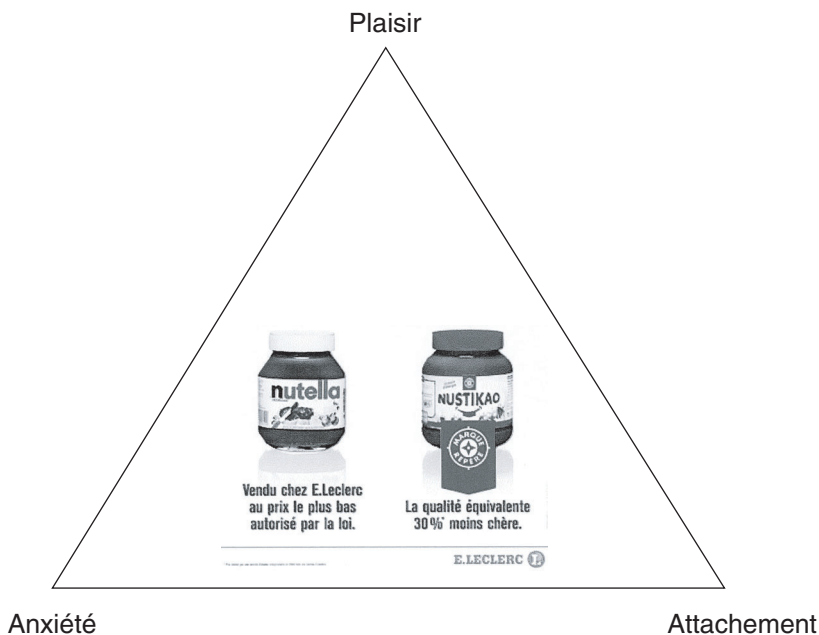 Plaisir
nutella
NUSTIKAO
MARQUE
REPÈRE
Vendu chez E.Leclerc
au prix le plus bas
autorisé par la loi.
La qualité équivalente
30%* moins chère.
E.LECLERC L
Anxiété
Attachement